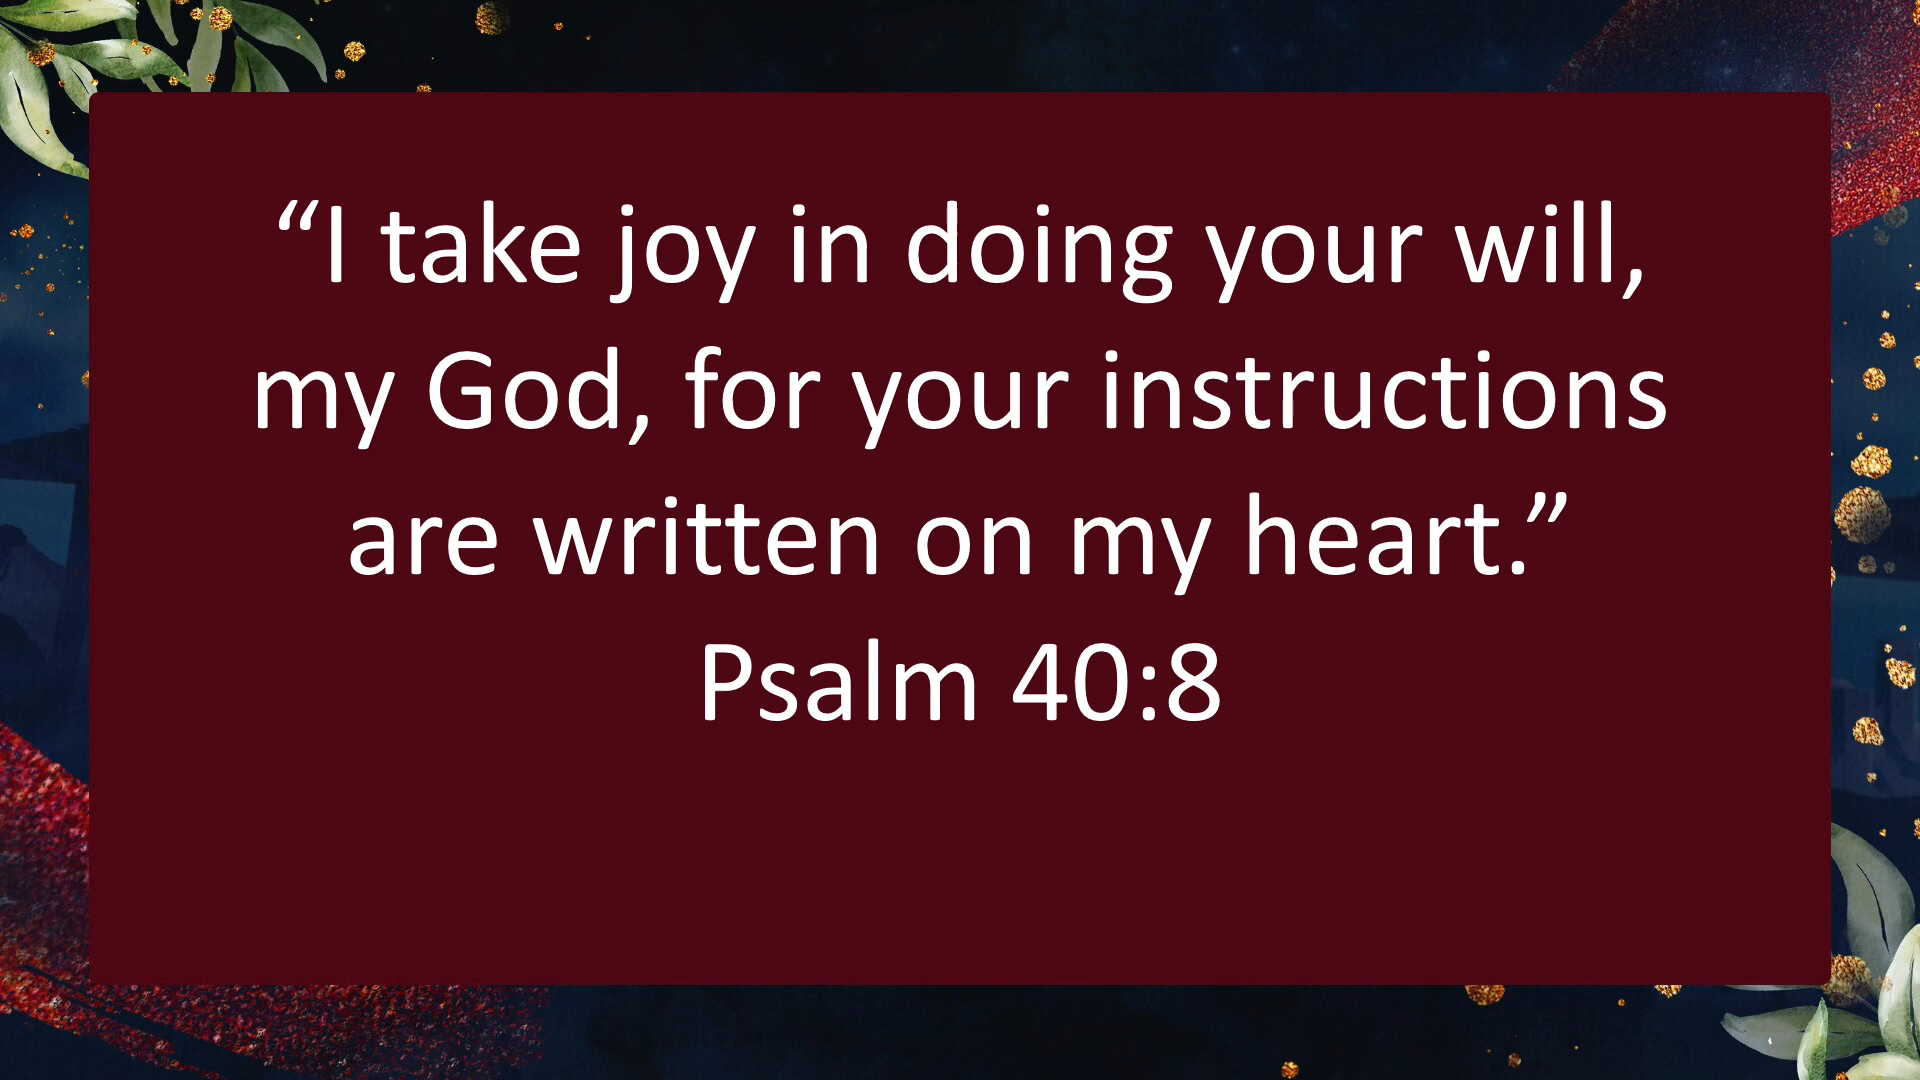 “I take joy in doing your will,
my God, for your instructions
are written on my heart.”
Psalm 40:8